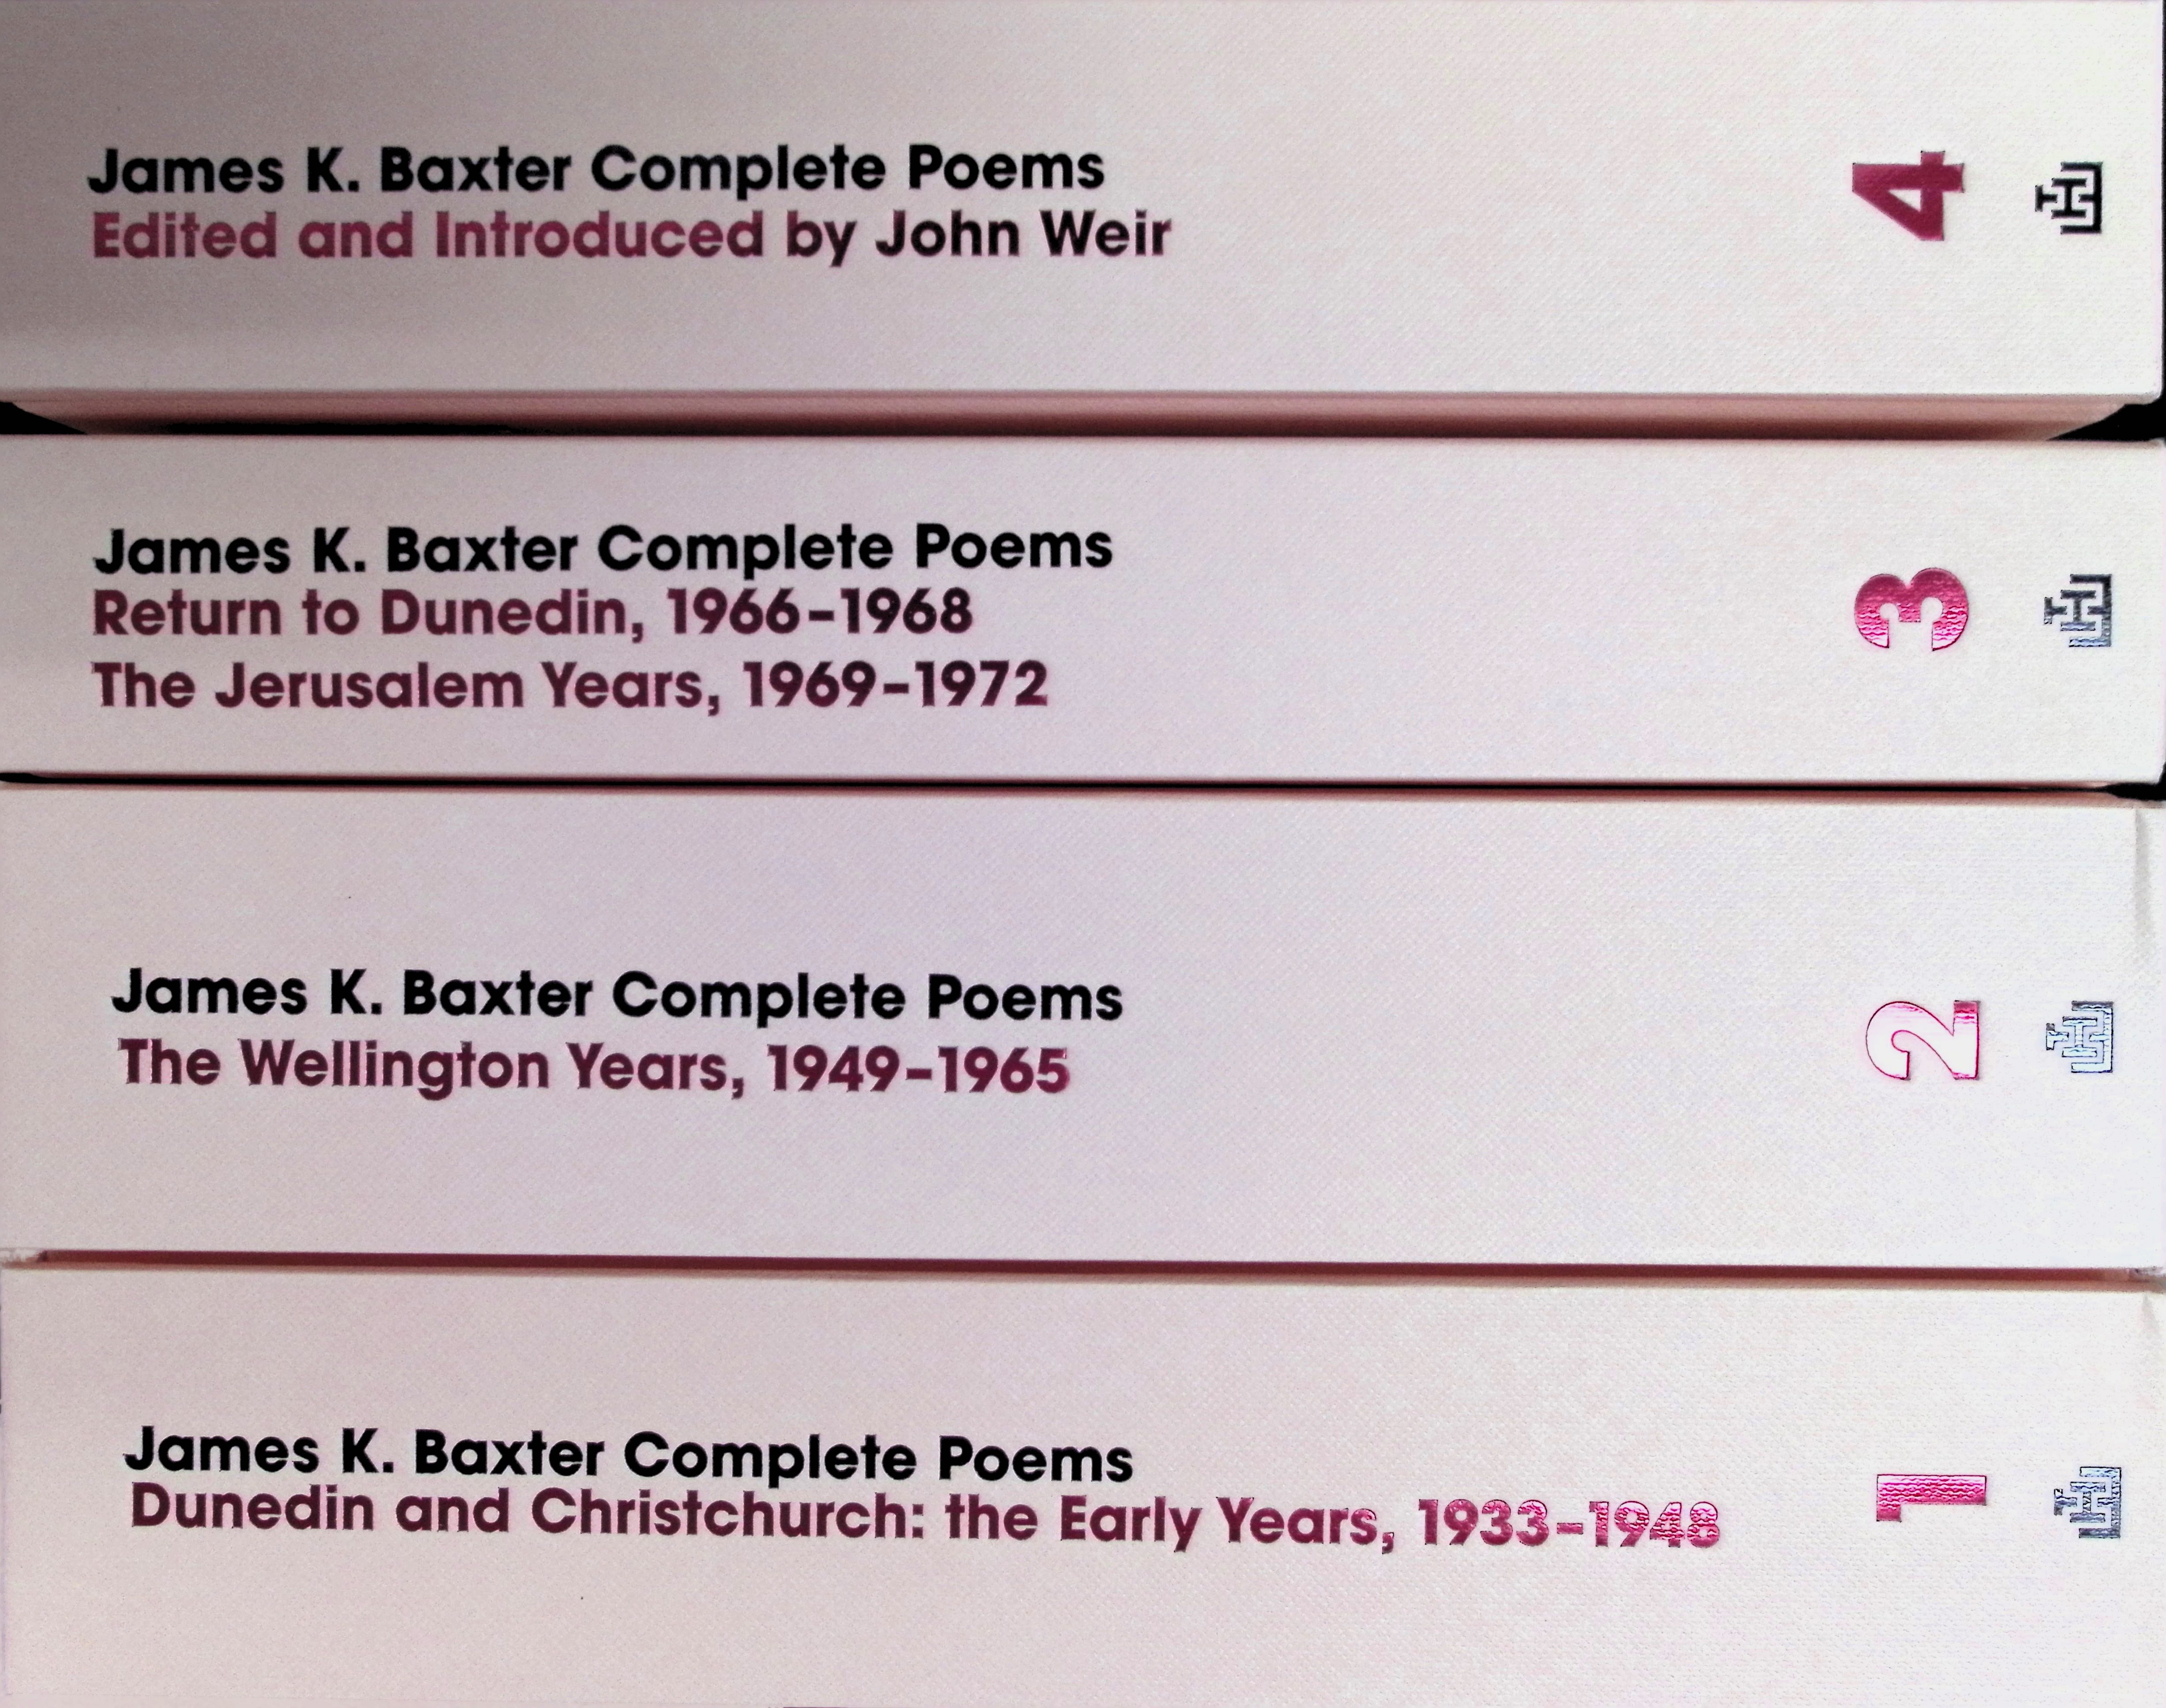 James K. Baxter Complete Poems
Edited and Introduced by John Weir
4
James K. Baxter Complete Poems
Return to Dunedin, 1966–1968
The Jerusalem Years, 1969–1972
3
James K. Baxter Complete Poems
The Wellington Years, 1949–1965
2
James K. Baxter Complete Poems
Dunedin and Christchurch: the Early Years, 1933–1948
1